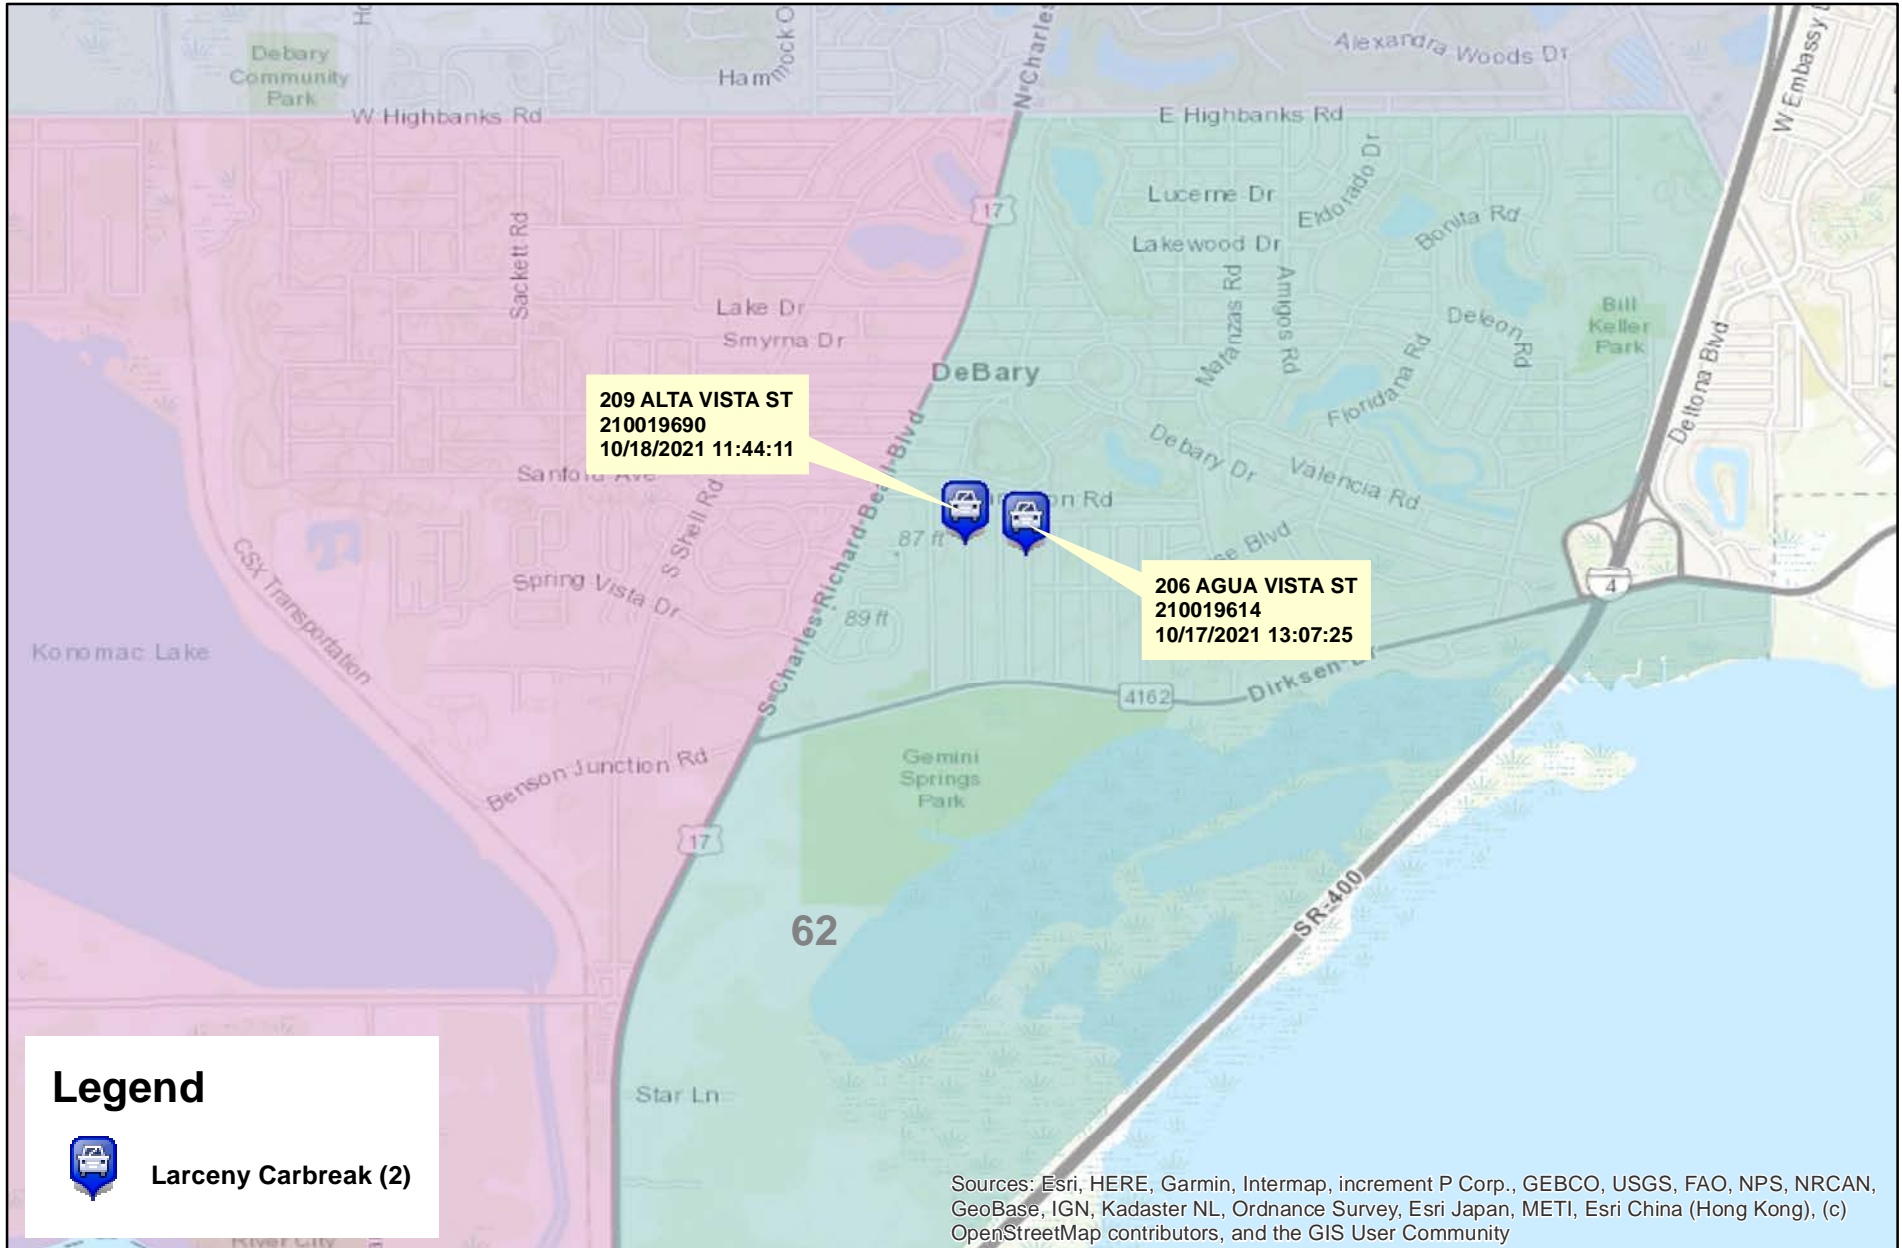 Debary
Community
Park
Alexandra Woods Dr
N Charles
W Embassy
W Highbanks Rd
E Highbanks Rd
Lucerne Dr
Eldorado Dr
17
Lakewood Dr
Bonita Rd
Sackett Rd
Matanzas Rd
Amigos Rd
Lake Dr
Smyrna Dr
Deleon Rd
Bill
Keller
Park
DeBary
Floridana Rd
Deltona Blvd
209 ALTA VISTA ST
210019690
10/18/2021 11:44:11
Debary Dr
Valencia Rd
S Shell Rd
S Charles Richard Beall Blvd
Rd
87 ft
Blvd
CSX Transportation
Spring Vista Dr
89 ft
206 AGUA VISTA ST
210019614
10/17/2021 13:07:25
4
Konomac Lake
Dirksen Dr
4162
Benson Junction Rd
Gemini
Springs
Park
17
62
SR-400
Star Ln
Legend
Larceny Carbreak (2)
River City
Sources: Esri, HERE, Garmin, Intermap, increment P Corp., GEBCO, USGS, FAO, NPS, NRCAN,
GeoBase, IGN, Kadaster NL, Ordnance Survey, Esri Japan, METI, Esri China (Hong Kong), (c)
OpenStreetMap contributors, and the GIS User Community